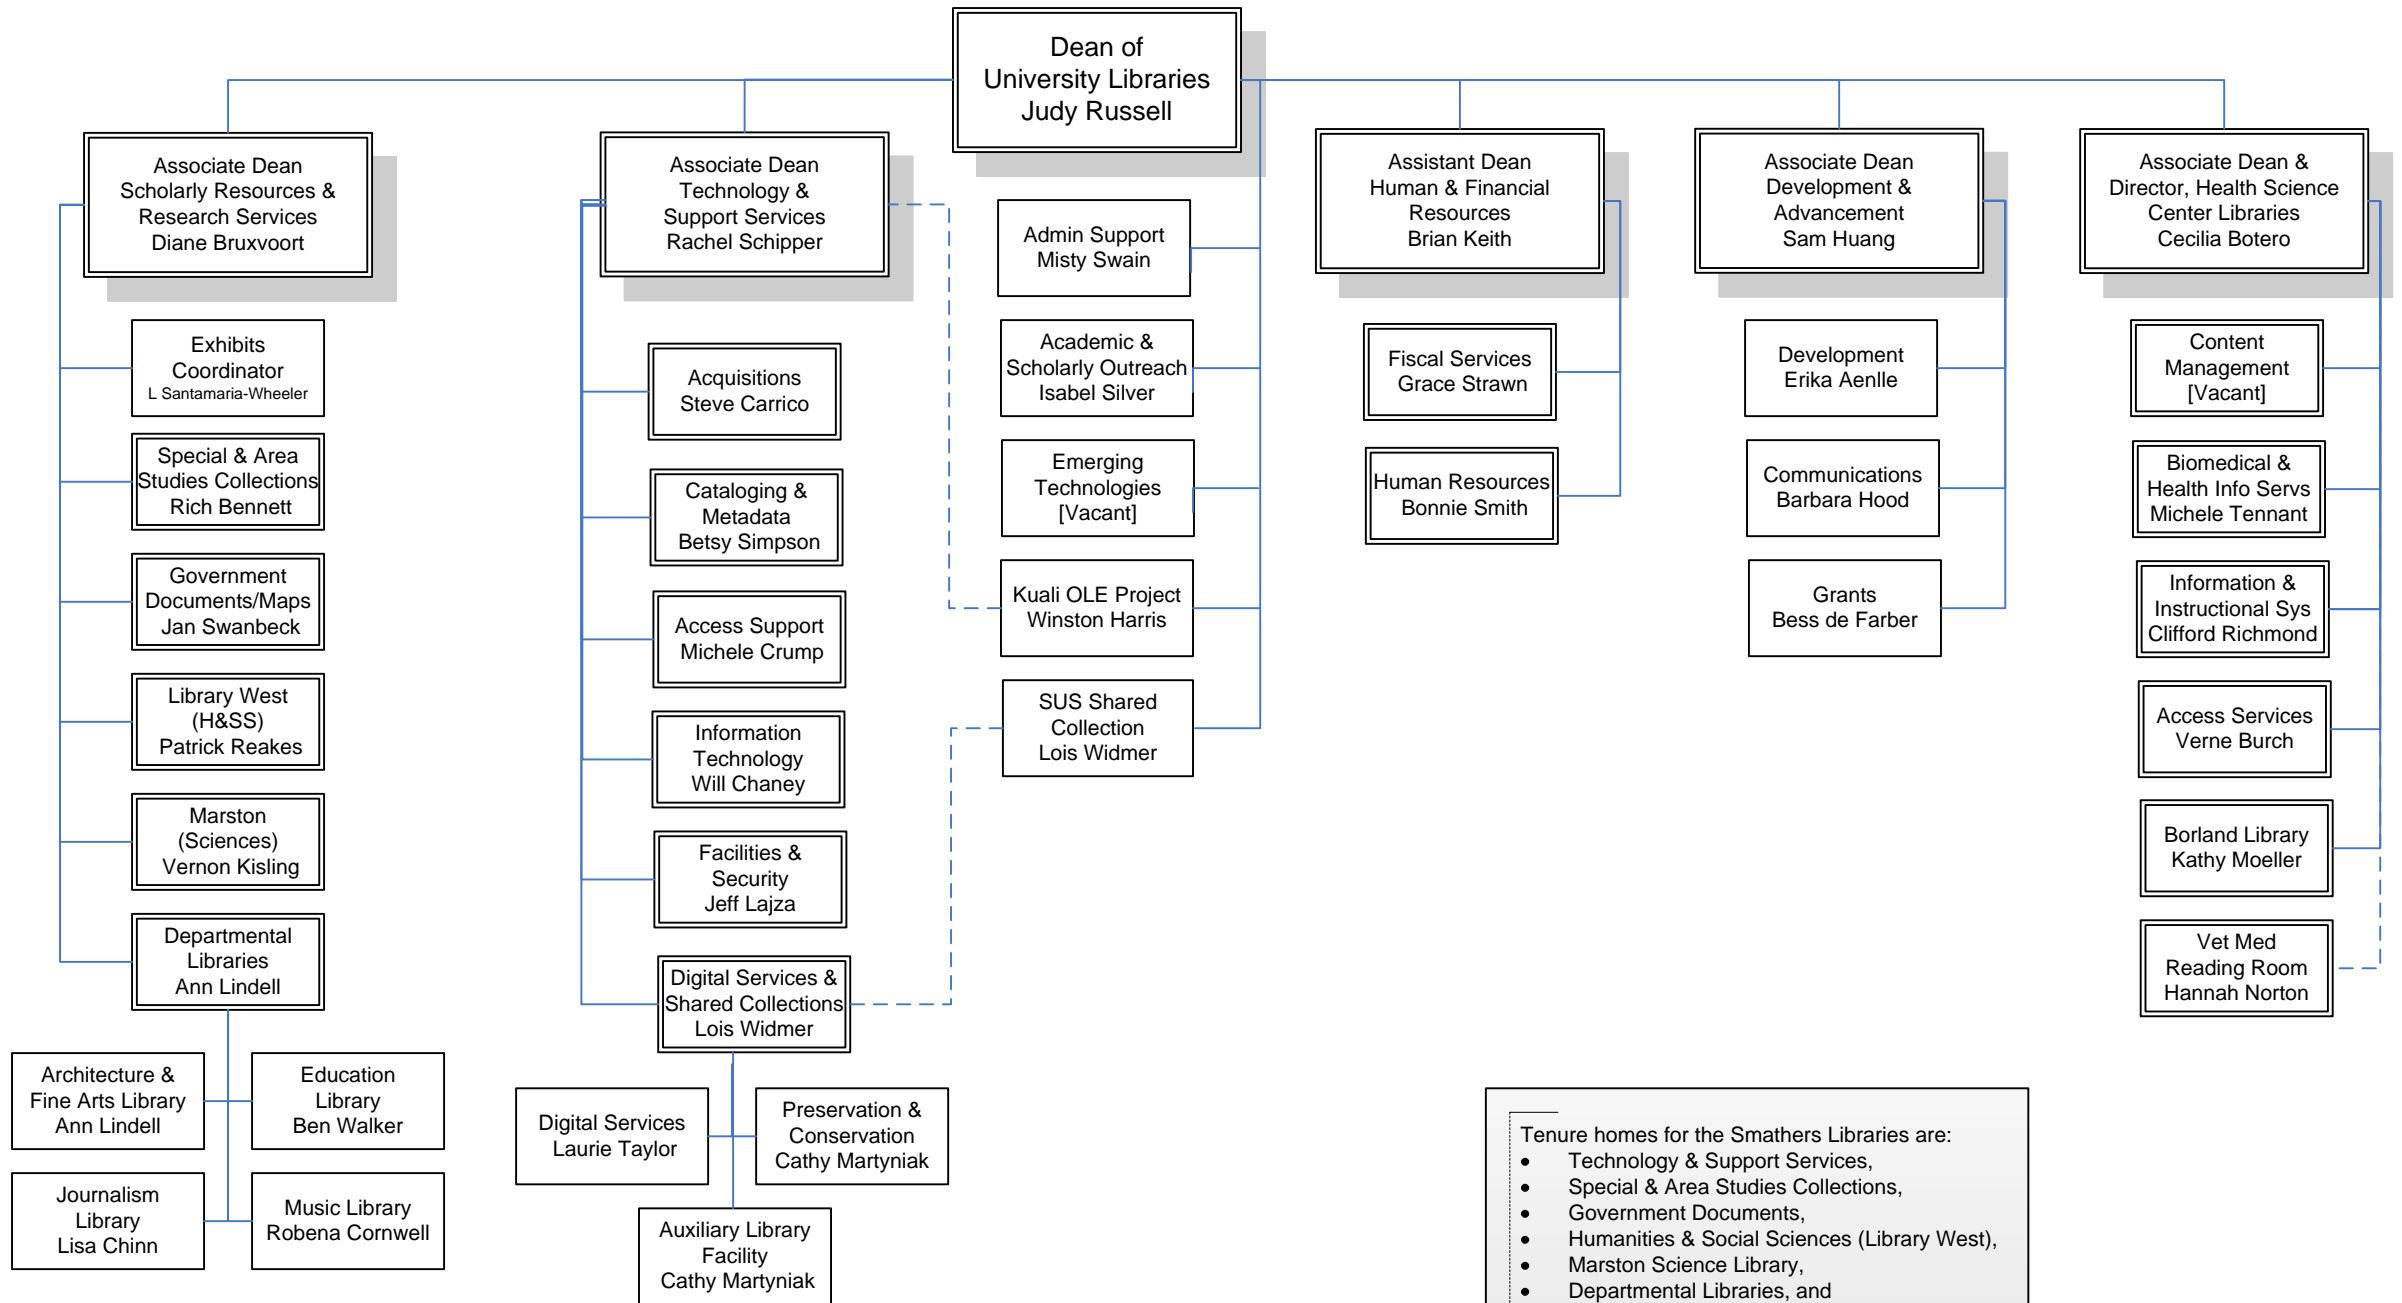 Dean of
University Libraries
Judy Russell
Associate Dean
Scholarly Resources &
Research Services
Diane Bruxvoort
Associate Dean
Technology &
Support Services
Rachel Schipper
Assistant Dean
Human & Financial
Resources
Brian Keith
Associate Dean
Development &
Advancement
Sam Huang
Associate Dean &
Director, Health Science
Center Libraries
Cecilia Botero
Exhibits
Coordinator
L Santamaria-Wheeler
Special & Area
Studies Collections
Rich Bennett
Government
Documents/Maps
Jan Swanbeck
Library West
(H&SS)
Patrick Reakes
Marston
(Sciences)
Vernon Kisling
Departmental
Libraries
Ann Lindell
Architecture &
Fine Arts Library
Ann Lindell
Education
Library
Ben Walker
Journalism
Library
Lisa Chinn
Music Library
Robena Cornwell
Acquisitions
Steve Carrico
Cataloging &
Metadata
Betsy Simpson
Access Support
Michele Crump
Information
Technology
Will Chaney
Facilities &
Security
Jeff Lajza
Digital Services &
Shared Collections
Lois Widmer
Digital Services
Laurie Taylor
Preservation &
Conservation
Cathy Martyniak
Auxiliary Library
Facility
Cathy Martyniak
Admin Support
Misty Swain
Academic &
Scholarly Outreach
Isabel Silver
Emerging
Technologies
[Vacant]
Kuali OLE Project
Winston Harris
SUS Shared
Collection
Lois Widmer
Fiscal Services
Grace Strawn
Human Resources
Bonnie Smith
Development
Erika Aenlle
Communications
Barbara Hood
Grants
Bess de Farber
Content
Management
[Vacant]
Biomedical &
Health Info Servs
Michele Tennant
Information &
Instructional Sys
Clifford Richmond
Access Services
Verne Burch
Borland Library
Kathy Moeller
Vet Med
Reading Room
Hannah Norton
Tenure homes for the Smathers Libraries are:
• Technology & Support Services,
• Special & Area Studies Collections,
• Government Documents,
• Humanities & Social Sciences (Library West),
• Marston Science Library,
• Departmental Libraries, and